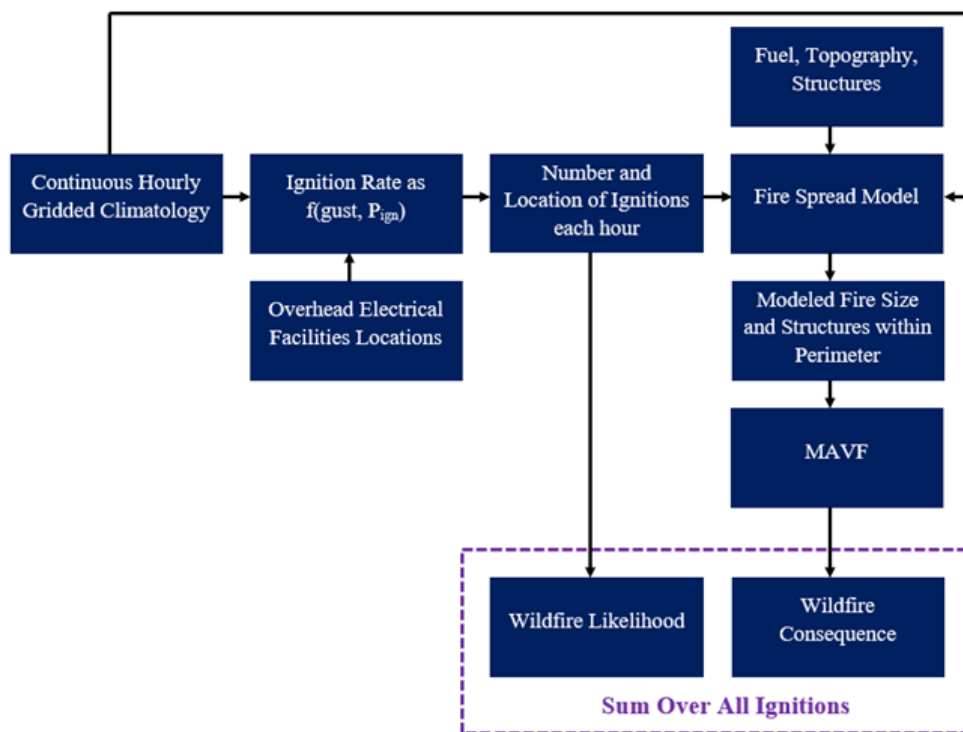 Fuel, Topography,
Structures
Continuous Hourly
Gridded Climatology
Ignition Rate as
f(gust, Pign)
Number and
Location of Ignitions
each hour
Fire Spread Model
Overhead Electrical
Facilities Locations
Modeled Fire Size
and Structures within
Perimeter
MAVF
Wildfire Likelihood
Wildfire
Consequence
Sum Over All Ignitions